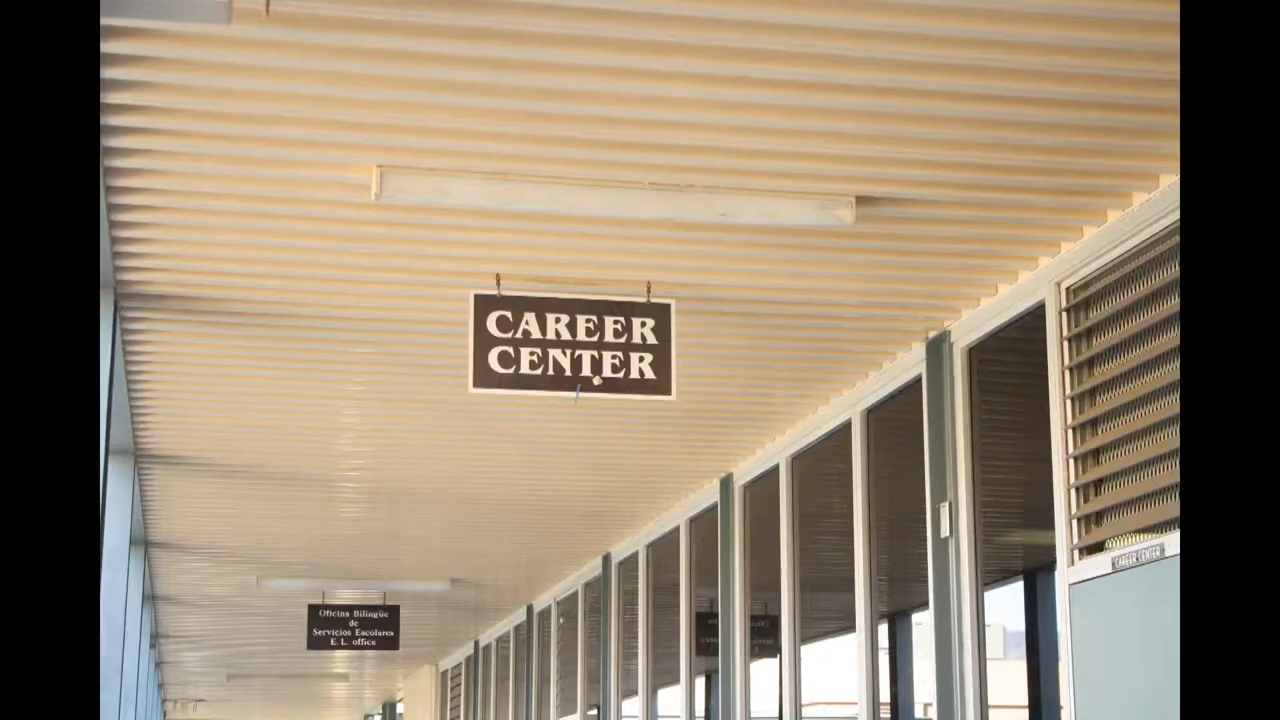 CAREER
CENTER
CAREER CENTER
Oficina Bilingüe
de
Servicios Escolares
E. L. office